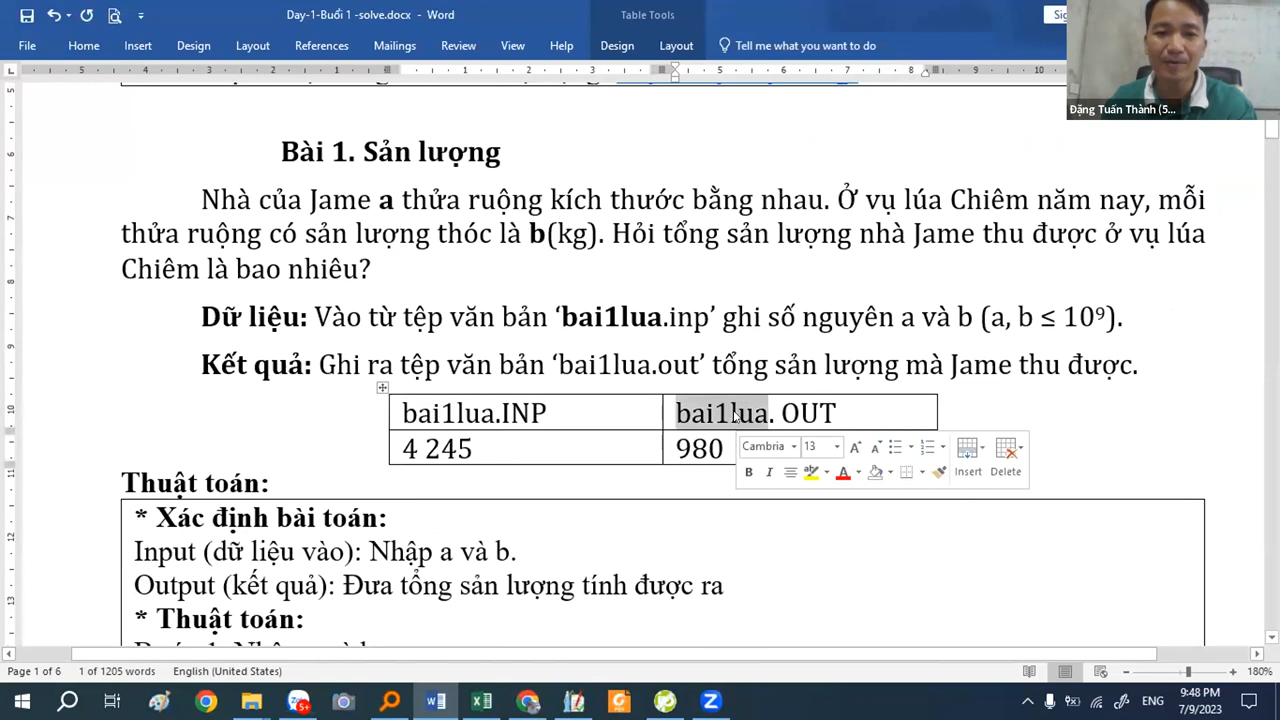 Day-1-Buổi 1 -solve.docx - Word
Table Tools
File Home Insert Design Layout References Mailings Review View Help Design Layout Tell me what you want to do
Đặng Tuấn Thành (5...
Bài 1. Sản lượng
Nhà của Jame a thửa ruộng kích thước bằng nhau. Ở vụ lúa Chiêm năm nay, mỗi
thửa ruộng có sản lượng thóc là b(kg). Hỏi tổng sản lượng nhà Jame thu được ở vụ lúa
Chiêm là bao nhiêu?
Dữ liệu: Vào từ tệp văn bản ‘bai1lua.inp’ ghi số nguyên a và b (a, b ≤ 10⁹).
Kết quả: Ghi ra tệp văn bản ‘bai1lua.out’ tổng sản lượng mà Jame thu được.
bai1lua.INP bai1lua. OUT
4 245 980
Cambria 13
Insert Delete
Thuật toán:
* Xác định bài toán:
Input (dữ liệu vào): Nhập a và b.
Output (kết quả): Đưa tổng sản lượng tính được ra
* Thuật toán:
Page 1 of 6 1 of 1205 words English (United States) 180%
ENG 9:48 PM
7/9/2023